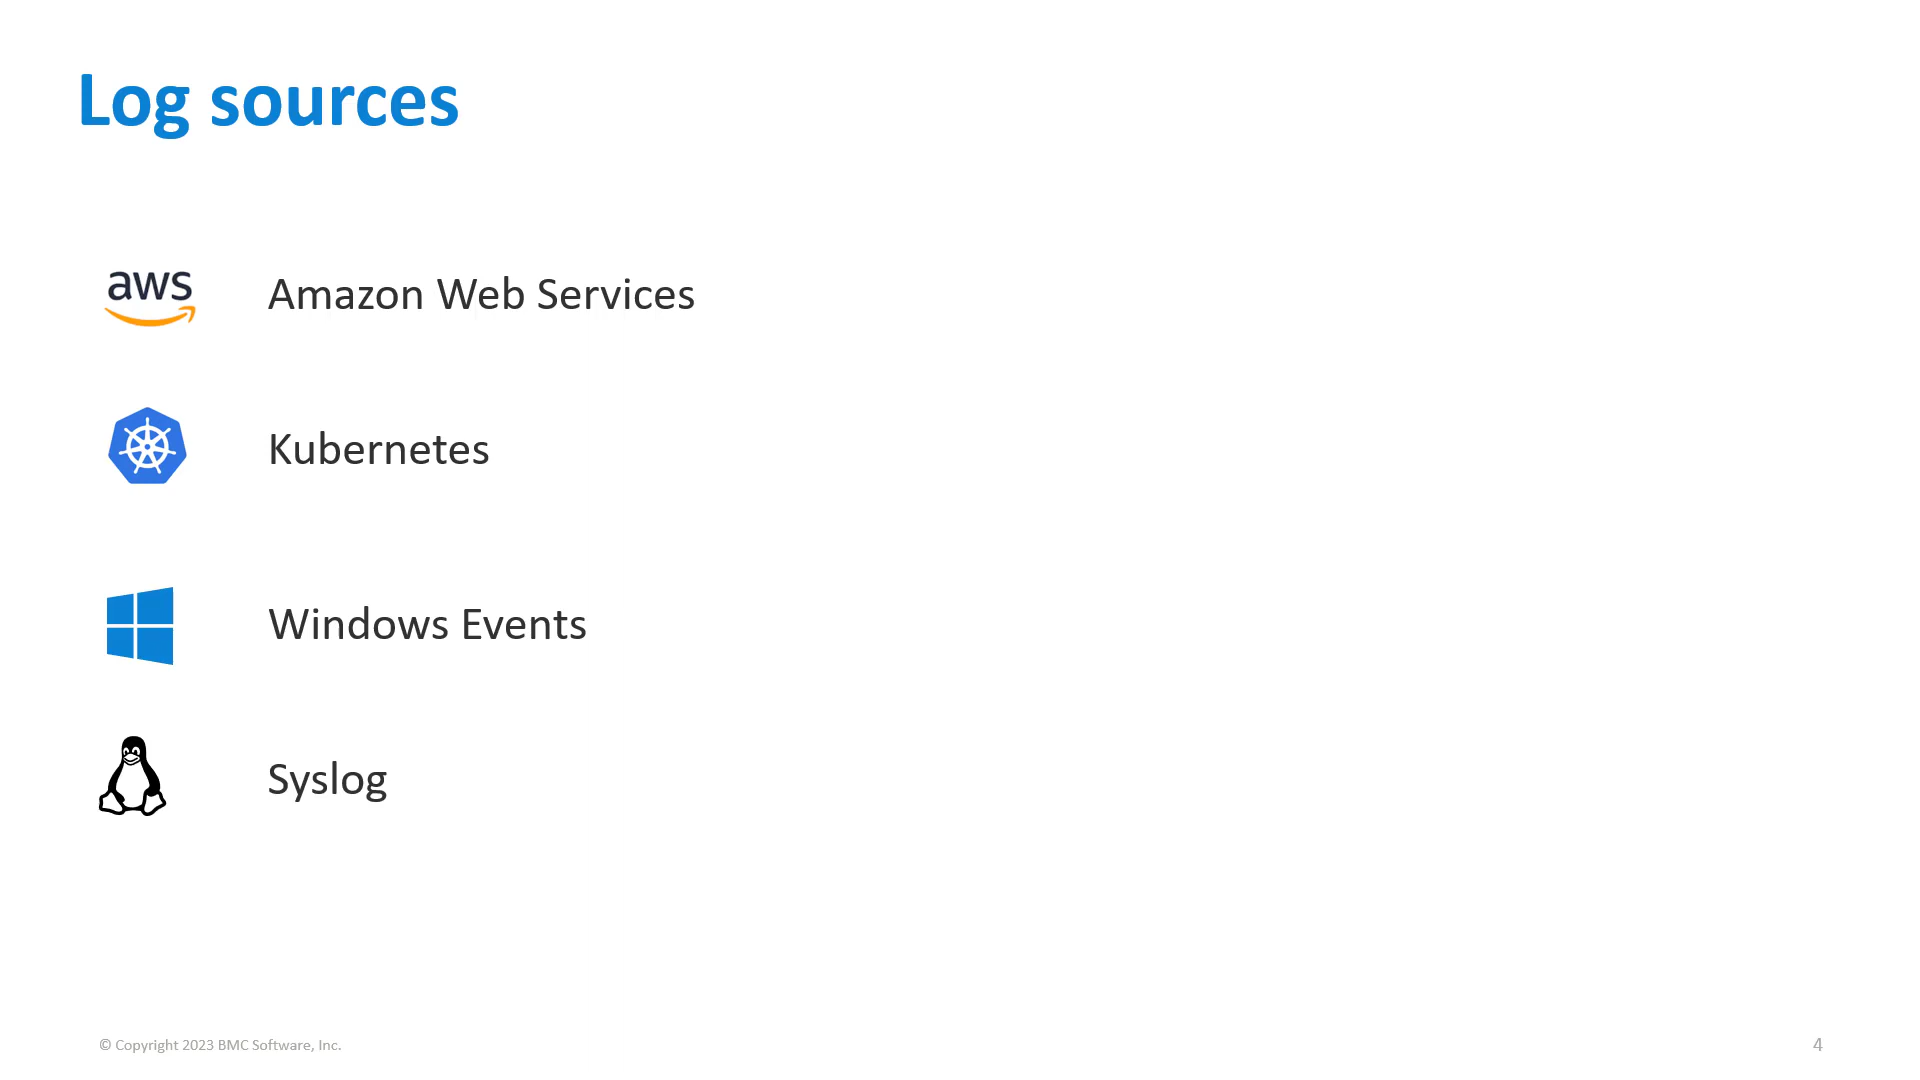 Log sources
aws
Amazon Web Services
Kubernetes
Windows Events
Syslog
© Copyright 2023 BMC Software, Inc.
4